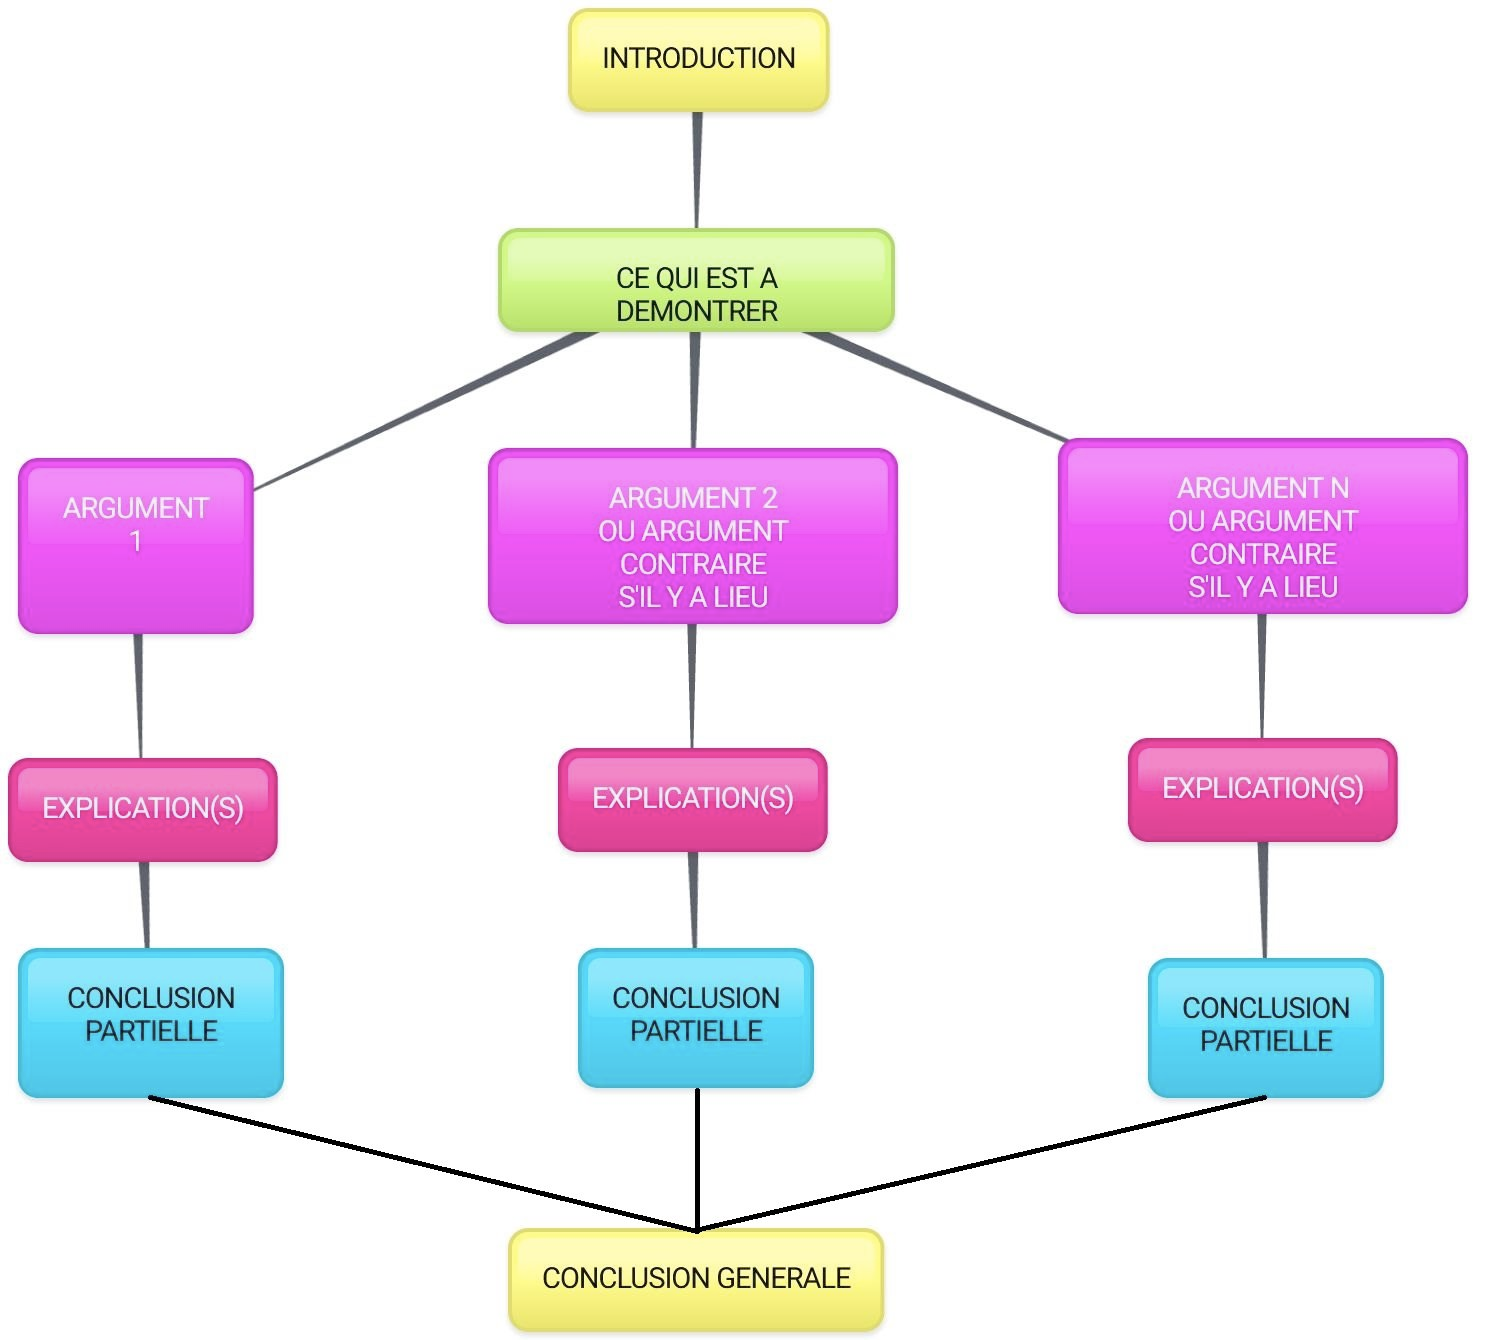 INTRODUCTION
CE QUI EST A
DEMONTRER
ARGUMENT
1
ARGUMENT 2
OU ARGUMENT
CONTRAIRE
S'IL Y A LIEU
ARGUMENT N
OU ARGUMENT
CONTRAIRE
S'IL Y A LIEU
EXPLICATION(S)
EXPLICATION(S)
EXPLICATION(S)
CONCLUSION
PARTIELLE
CONCLUSION
PARTIELLE
CONCLUSION
PARTIELLE
CONCLUSION GENERALE